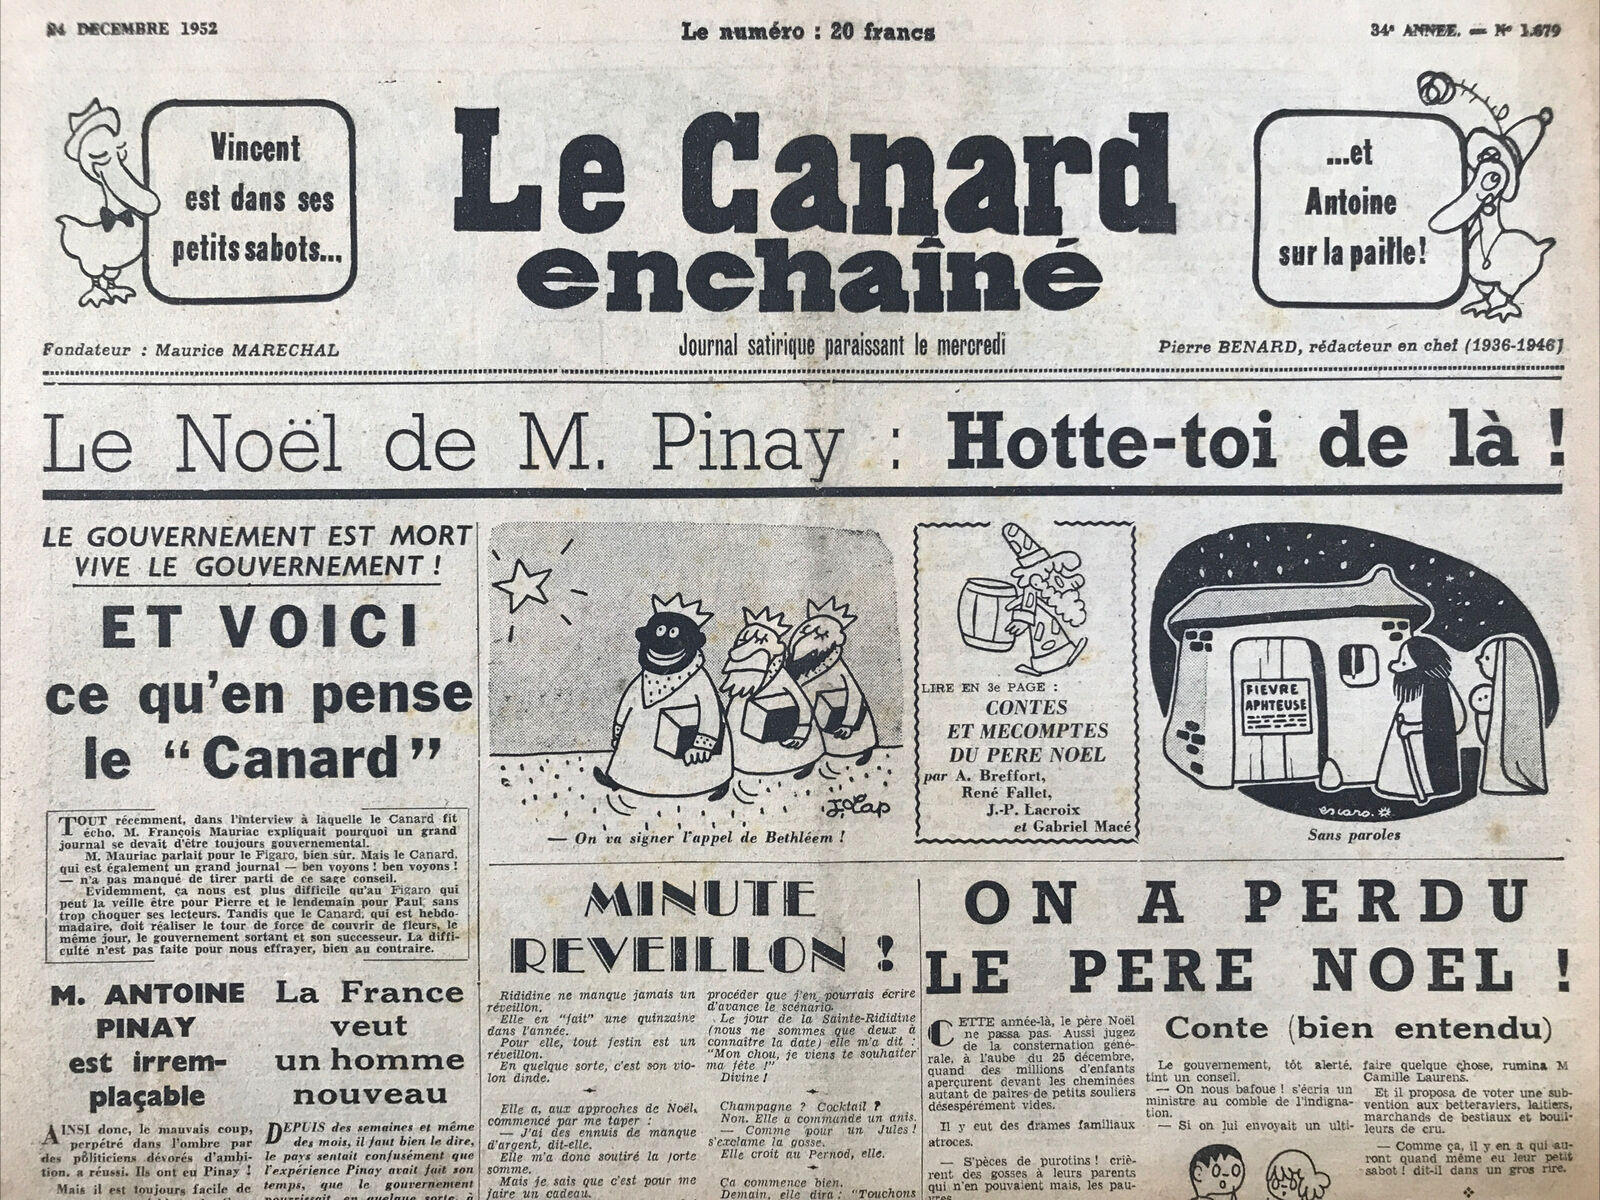 24 DECEMBRE 1952
Le numéro : 20 francs
34e ANNEE. — No 1.679
Vincent
est dans ses
petits sabots...
Le Canard
enchaîné
...et
Antoine
sur la paille !
Fondateur : Maurice MARECHAL
Journal satirique paraissant le mercredi
Pierre BENARD, rédacteur en chef (1936-1946)
Le Noël de M. Pinay : Hotte-toi de là !
LE GOUVERNEMENT EST MORT
VIVE LE GOUVERNEMENT !
ET VOICI
ce qu'en pense
le “Canard”
TOUT récemment, dans l'interview à laquelle le Canard fit
écho, M. François Mauriac expliquait pourquoi un grand
journal se devait d'être toujours gouvernemental.
M. Mauriac parlait pour le Figaro, bien sûr. Mais le Canard,
qui est également un grand journal — ben voyons ! ben voyons !
— n'a pas manqué de tirer parti de ce sage conseil.
Evidemment, ça nous est plus difficile qu'au Figaro qui
peut la veille être pour Pierre et le lendemain pour Paul, sans
trop choquer ses lecteurs. Tandis que le Canard, qui est hebdo-
madaire, doit réaliser le tour de force de couvrir de fleurs, le
même jour, le gouvernement sortant et son successeur. La diffi-
culté n'est pas faite pour nous effrayer, bien au contraire.
M. ANTOINE
PINAY
est irrem-
plaçable
AINSI donc, le mauvais coup,
perpétré dans l'ombre par
des politiciens dévorés d'ambi-
tion, a réussi. Ils ont eu Pinay !
Mais il est toujours facile de
La France
veut
un homme
nouveau
DEPUIS des semaines et même
des mois, il faut bien le dire,
le pays sentait confusément que
l'expérience Pinay avait fait son
temps, que le gouvernement
pourrissait en quelque sorte à
J. Lap
— On va signer l'appel de Bethléem !
LIRE EN 3e PAGE :
CONTES
ET MECOMPTES
DU PERE NOEL
par A. Breffort,
René Fallet,
J.-P. Lacroix
et Gabriel Macé
FIEVRE
APHTEUSE
escaro.
Sans paroles
MINUTE
REVEILLON !
Rididine ne manque jamais un
réveillon.
Elle en "fait" une quinzaine
dans l'année.
Pour elle, tout festin est un
réveillon.
En quelque sorte, c'est son vio-
lon dinde.
Elle a, aux approches de Noël,
commencé par me taper :
— J'ai des ennuis de manque
d'argent, dit-elle.
Elle m'a donc soutiré la forte
somme.
Mais je sais que c'est pour me
faire un cadeau.
procéder que j'en pourrais écrire
d'avance le scénario.
Le jour de la Sainte-Rididine
(nous ne sommes que deux à
connaître la date) elle m'a dit :
"Mon chou, je viens te souhaiter
ma fête !"
Divine !
Champagne ? Cocktail ?
Non. Elle a commandé un anis.
— Comme pour un Jules !
s'exclama la gosse.
Elle croit au Pernod, elle.
Ça commence bien.
Demain, elle dira : "Touchons
ON A PERDU
LE PERE NOEL !
Conte (bien entendu)
CETTE année-là, le père Noël
ne passa pas. Aussi jugez
de la consternation géné-
rale, à l'aube du 25 décembre,
quand des millions d'enfants
aperçurent devant les cheminées
autant de paires de petits souliers
désespérément vides.
Il y eut des drames familiaux
atroces.
— S'pèces de purotins ! criè-
rent des gosses à leurs parents
qui n'en pouvaient mais, les pau-
vres.
Le gouvernement, tôt alerté,
tint un conseil.
— On nous bafoue ! s'écria un
ministre au comble de l'indigna-
tion.
— Si on lui envoyait un ulti-
faire quelque chose, rumina M
Camille Laurens.
Et il proposa de voter une sub-
vention aux betteraviers, laitiers,
marchands de bestiaux et bouil-
leurs de cru.
— Comme ça, il y en a qui au-
ront quand même eu leur petit
sabot ! dit-il dans un gros rire.